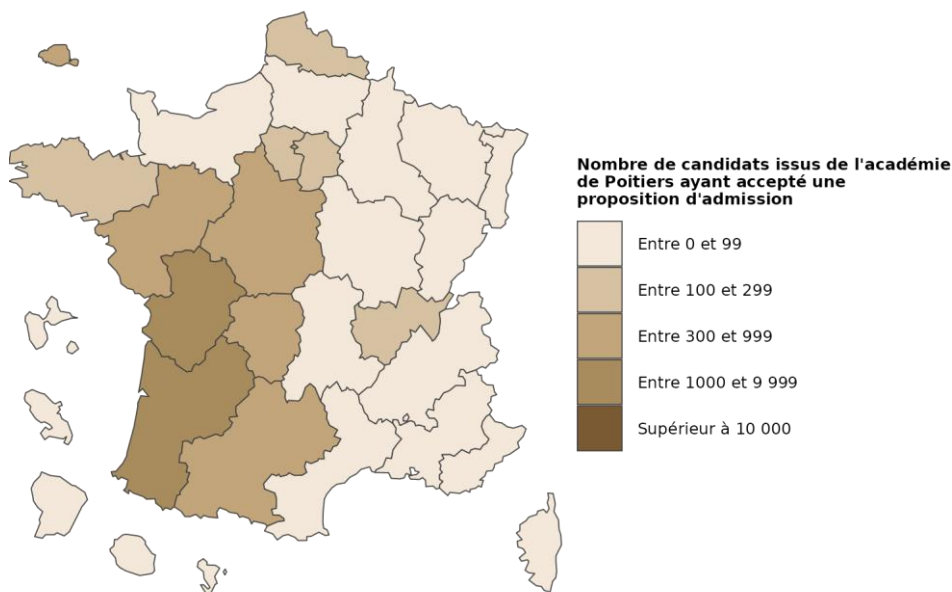 Nombre de candidats issus de l'académie
de Poitiers ayant accepté une
proposition d'admission
Entre 0 et 99
Entre 100 et 299
Entre 300 et 999
Entre 1000 et 9 999
Supérieur à 10 000